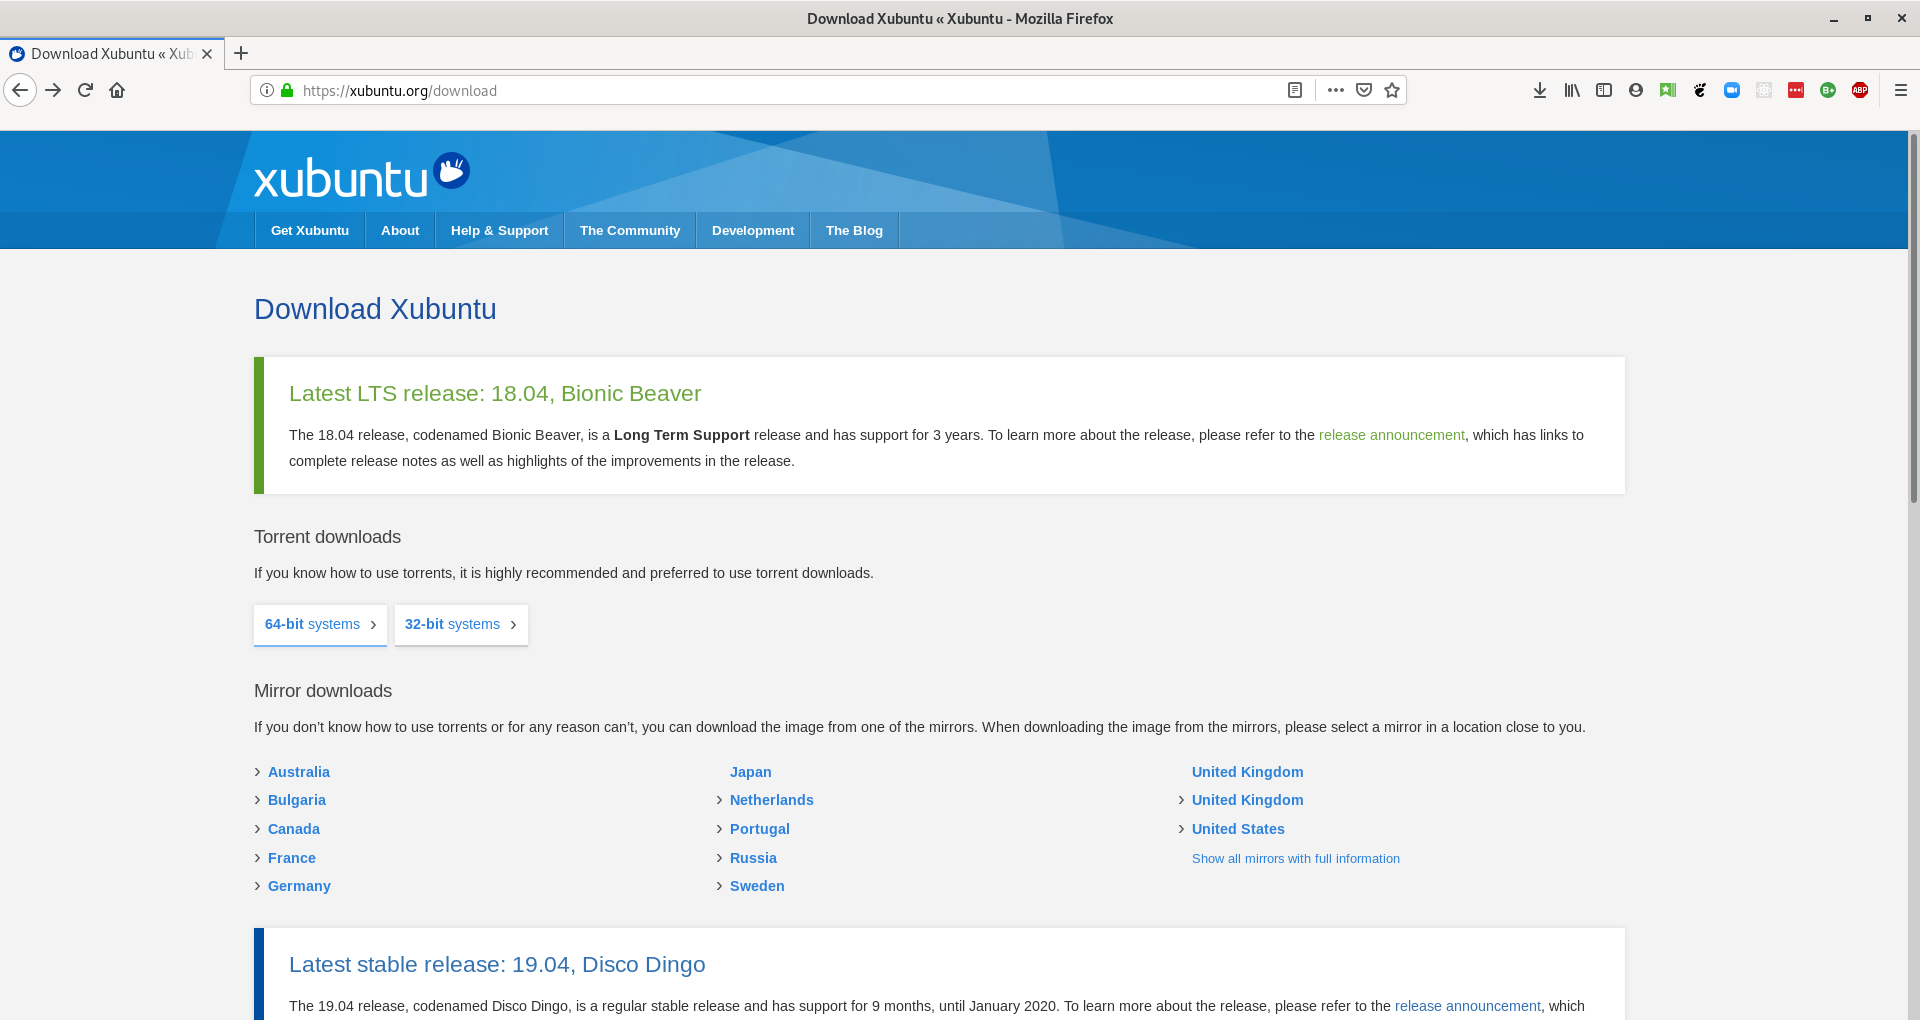 Download Xubuntu « Xubuntu - Mozilla Firefox
Download Xubuntu « Xub
https://xubuntu.org/download
ABP
xubuntu
Get Xubuntu
About
Help & Support
The Community
Development
The Blog
Download Xubuntu
Latest LTS release: 18.04, Bionic Beaver
The 18.04 release, codenamed Bionic Beaver, is a Long Term Support release and has support for 3 years. To learn more about the release, please refer to the release announcement, which has links to
complete release notes as well as highlights of the improvements in the release.
Torrent downloads
If you know how to use torrents, it is highly recommended and preferred to use torrent downloads.
64-bit systems
32-bit systems
Mirror downloads
If you don’t know how to use torrents or for any reason can’t, you can download the image from one of the mirrors. When downloading the image from the mirrors, please select a mirror in a location close to you.
Australia
Bulgaria
Canada
France
Germany
Japan
Netherlands
Portugal
Russia
Sweden
United Kingdom
United Kingdom
United States
Show all mirrors with full information
Latest stable release: 19.04, Disco Dingo
The 19.04 release, codenamed Disco Dingo, is a regular stable release and has support for 9 months, until January 2020. To learn more about the release, please refer to the release announcement, which